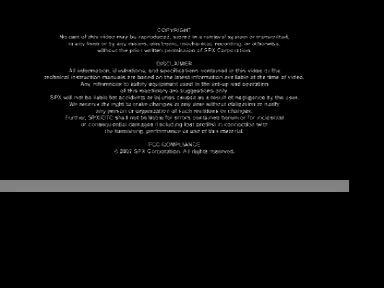 COPYRIGHT
No part of this video may be reproduced, stored in a retrieval system or transmitted,
in any form or by any means, electronic, mechanical recording, or otherwise,
without the prior written permission of SPX Corporation.
DISCLAIMER
All information, illustrations, and specifications contained in this video or the
technical instruction manuals are based on the latest information available at the time of video.
Any reference to safety equipment used in the set-up and operation
of this machinery are suggestions only.
SPX will not be liable for accidents or injuries caused as a result of negligence by the user.
We reserve the right to make changes at any time without obligation to notify
any person or organization of such revisions or changes.
Further, SPX/OTC shall not be liable for errors contained herein or for incidental
or consequential damages (including lost profits) in connection with
the furnishing, performance or use of this material.
FCC COMPLIANCE
© 2007 SPX Corporation. All rights reserved.